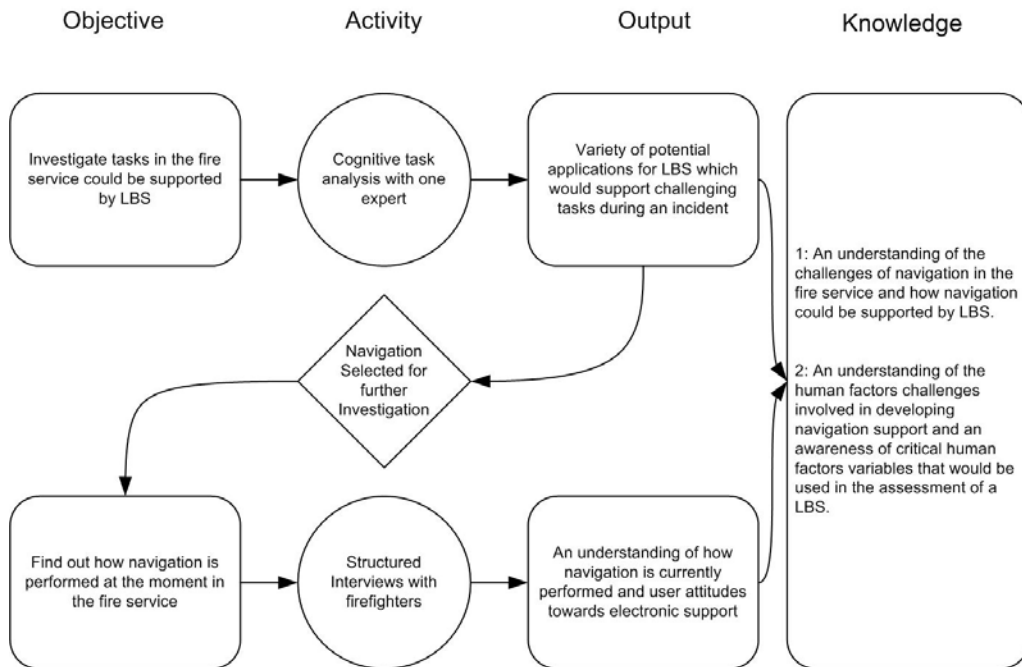 Objective
Activity
Output
Knowledge
Investigate tasks in the fire
service could be supported
by LBS
Cognitive task
analysis with one
expert
Variety of potential
applications for LBS which
would support challenging
tasks during an incident
1: An understanding of the
challenges of navigation in the
fire service and how navigation
could be supported by LBS.
2: An understanding of the
human factors challenges
involved in developing
navigation support and an
awareness of critical human
factors variables that would be
used in the assessment of a
LBS.
Navigation
Selected for
further
Investigation
Find out how navigation is
performed at the moment in
the fire service
Structured
Interviews with
firefighters
An understanding of how
navigation is currently
performed and user attitudes
towards electronic support